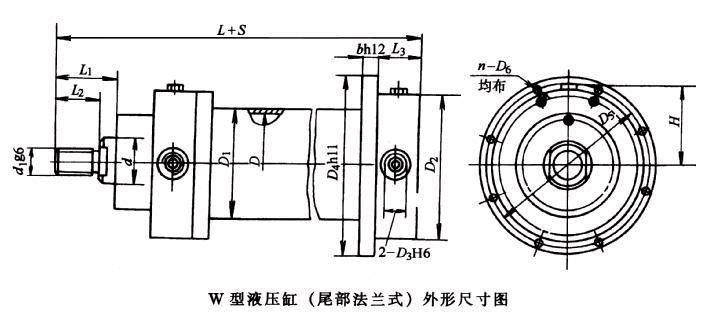 L+S
bh12 L₃
L₁
L₂
d₁g6
d
D₁
D
D₄h11
D₂
2-D₃H6
n-D₆
均布
D₅
H
W型液压缸（尾部法兰式）外形尺寸图